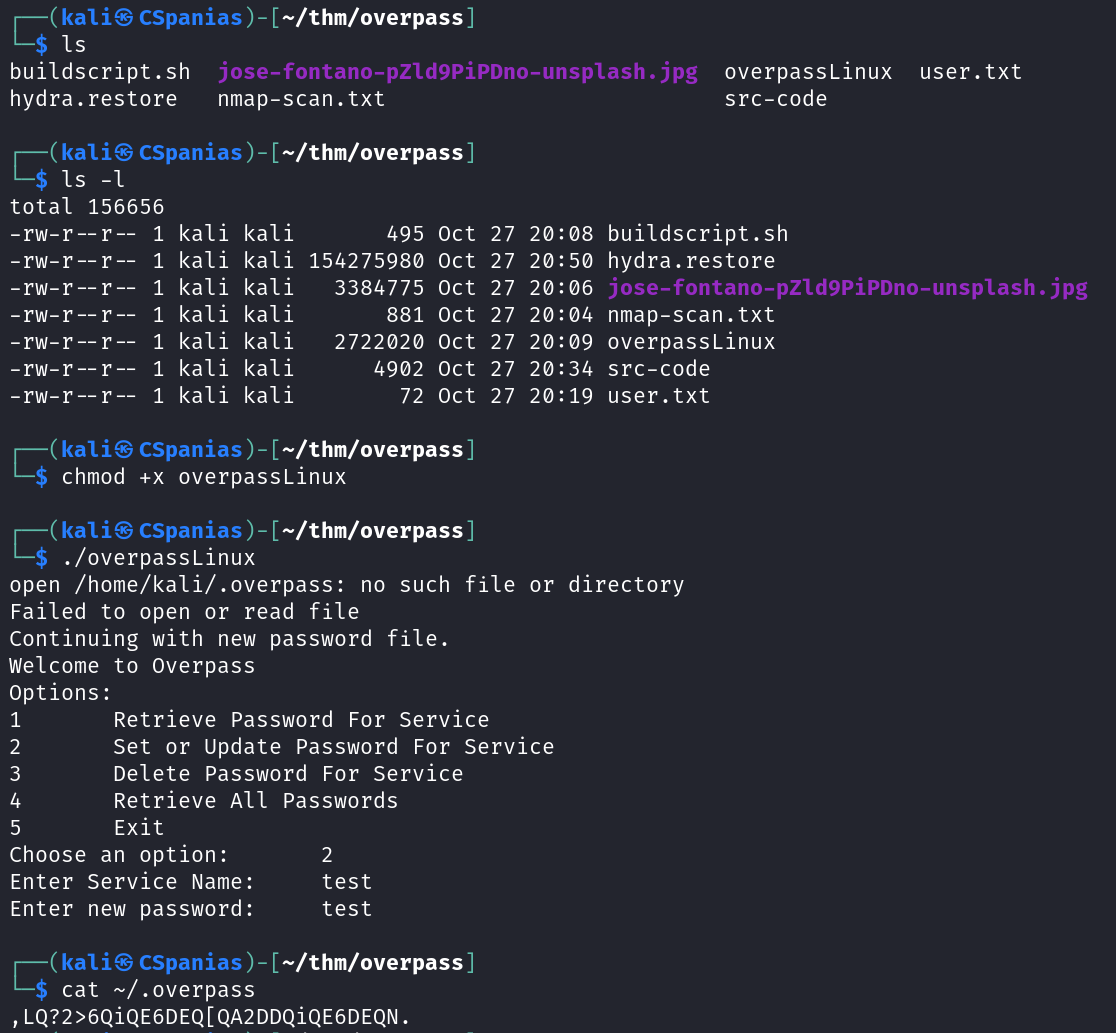 ┌──(kali㉿CSpanias)-[~/thm/overpass]
└─$ ls
buildscript.sh  jose-fontano-pZld9PiPDno-unsplash.jpg  overpassLinux  user.txt
hydra.restore   nmap-scan.txt                          src-code
┌──(kali㉿CSpanias)-[~/thm/overpass]
└─$ ls -l
total 156656
-rw-r--r-- 1 kali kali       495 Oct 27 20:08 buildscript.sh
-rw-r--r-- 1 kali kali 154275980 Oct 27 20:50 hydra.restore
-rw-r--r-- 1 kali kali   3384775 Oct 27 20:06 jose-fontano-pZld9PiPDno-unsplash.jpg
-rw-r--r-- 1 kali kali       881 Oct 27 20:04 nmap-scan.txt
-rw-r--r-- 1 kali kali   2722020 Oct 27 20:09 overpassLinux
-rw-r--r-- 1 kali kali      4902 Oct 27 20:34 src-code
-rw-r--r-- 1 kali kali        72 Oct 27 20:19 user.txt
┌──(kali㉿CSpanias)-[~/thm/overpass]
└─$ chmod +x overpassLinux
┌──(kali㉿CSpanias)-[~/thm/overpass]
└─$ ./overpassLinux
open /home/kali/.overpass: no such file or directory
Failed to open or read file
Continuing with new password file.
Welcome to Overpass
Options:
1       Retrieve Password For Service
2       Set or Update Password For Service
3       Delete Password For Service
4       Retrieve All Passwords
5       Exit
Choose an option:       2
Enter Service Name:     test
Enter new password:     test
┌──(kali㉿CSpanias)-[~/thm/overpass]
└─$ cat ~/.overpass
,LQ?2>6QiQE6DEQ[QA2DDQiQE6DEQN.